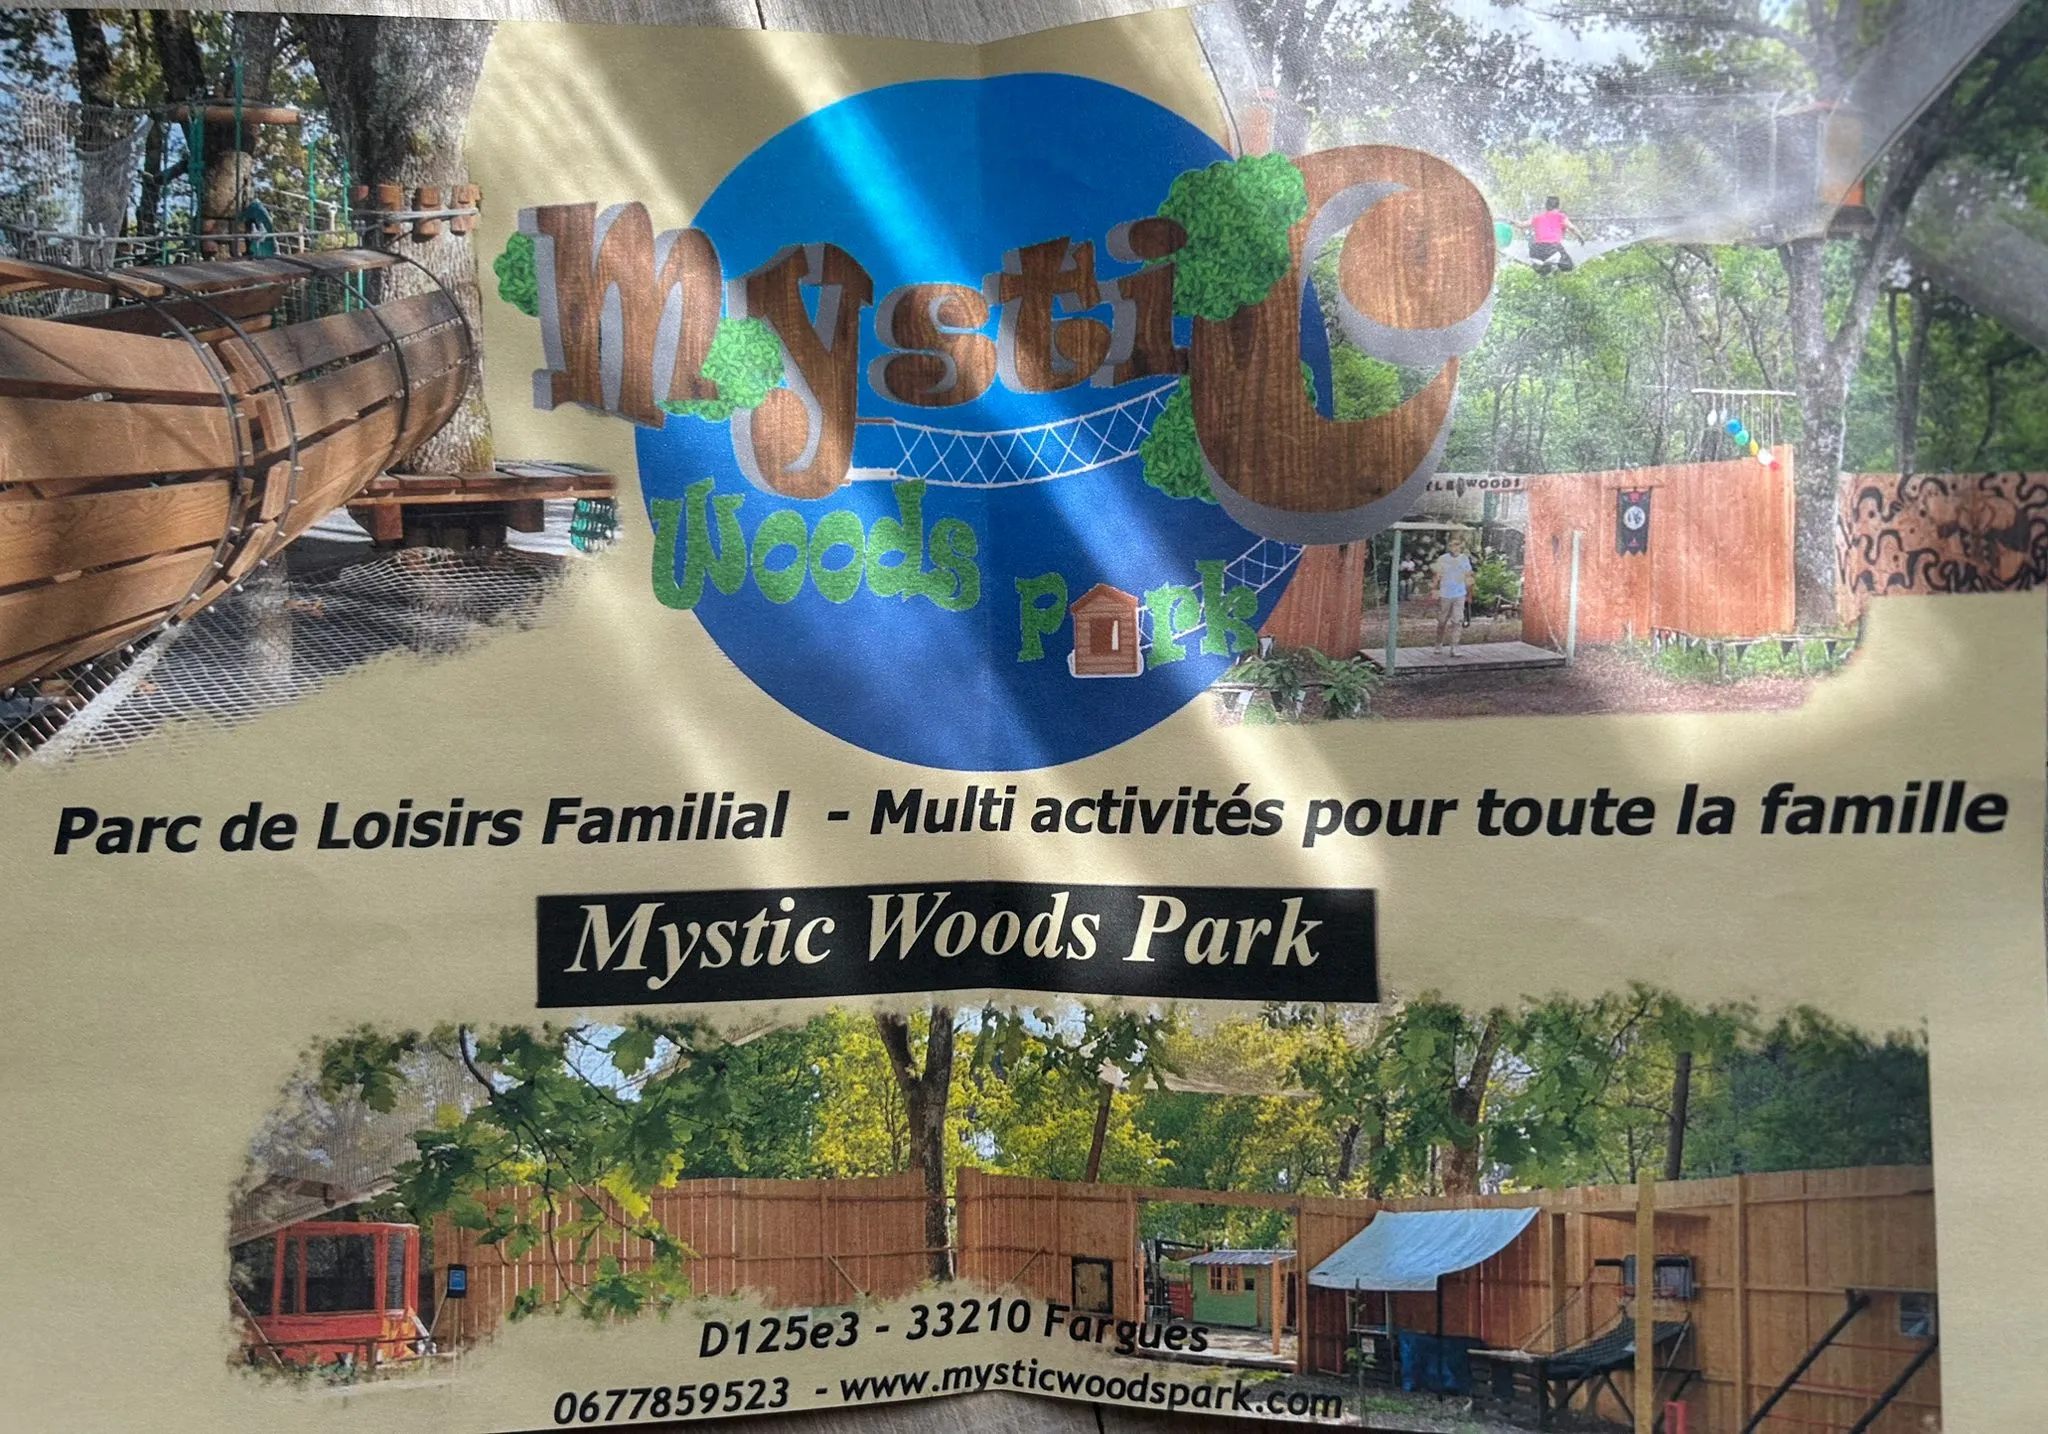 mystic
woods park
Parc de Loisirs Familial - Multi activités pour toute la famille
Mystic Woods Park
D125e3 - 33210 Fargues
0677859523 - www.mysticwoodspark.com